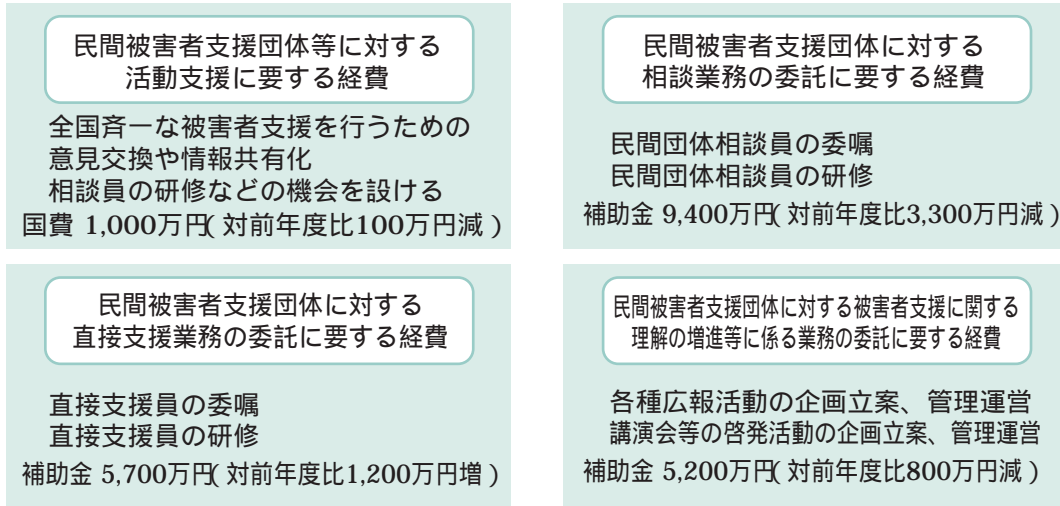 民間被害者支援団体等に対する
活動支援に要する経費
全国斉一な被害者支援を行うための
意見交換や情報共有化
相談員の研修などの機会を設ける
国費 1,000万円(対前年度比100万円減)
民間被害者支援団体に対する
相談業務の委託に要する経費
民間団体相談員の委嘱
民間団体相談員の研修
補助金 9,400万円(対前年度比3,300万円減)
民間被害者支援団体に対する
直接支援業務の委託に要する経費
直接支援員の委嘱
直接支援員の研修
補助金 5,700万円(対前年度比1,200万円増)
民間被害者支援団体に対する被害者支援に関する
理解の増進等に係る業務の委託に要する経費
各種広報活動の企画立案、管理運営
講演会等の啓発活動の企画立案、管理運営
補助金 5,200万円(対前年度比800万円減)